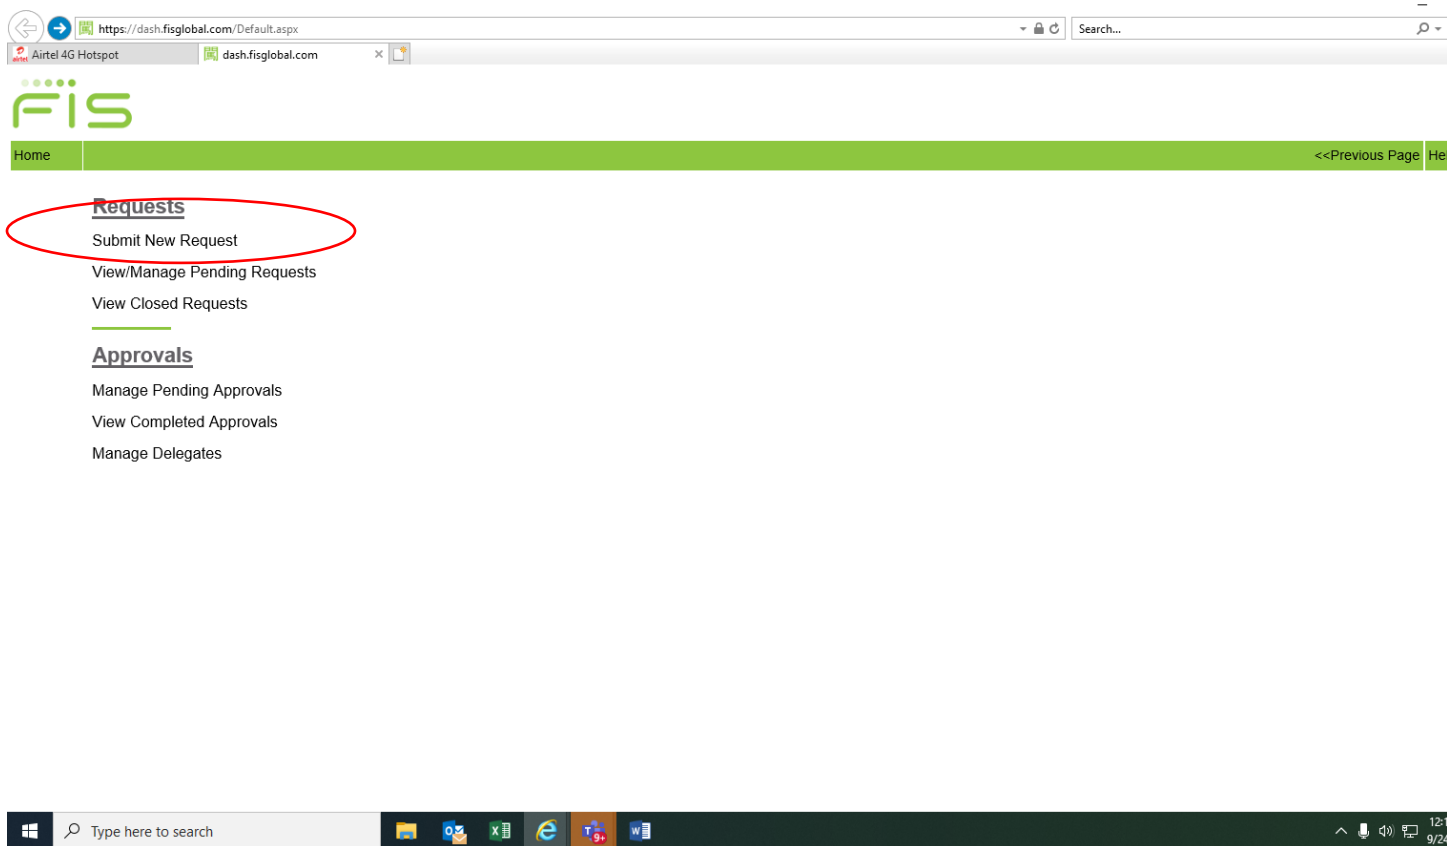 https://dash.fisglobal.com/Default.aspx
Search...
Airtel 4G Hotspot
dash.fisglobal.com
airtel
FIS
Home
<<Previous Page
Requests
Submit New Request
View/Manage Pending Requests
View Closed Requests
Approvals
Manage Pending Approvals
View Completed Approvals
Manage Delegates
Type here to search
9+